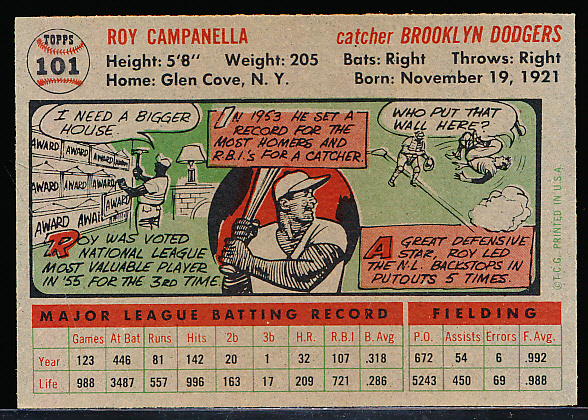 TOPPS
101
ROY CAMPANELLA
catcher BROOKLYN DODGERS
Height: 5'8" Weight: 205 Bats: Right Throws: Right
Home: Glen Cove, N. Y. Born: November 19, 1921
I NEED A BIGGER
HOUSE.
AWARD AWARD AWARD
AWARD AWARD
AWARD AWARD
IN 1953 HE SET A
RECORD FOR THE
MOST HOMERS AND
R.B.I.'S FOR A CATCHER.
WHO PUT THAT
WALL HERE?
ROY WAS VOTED
NATIONAL LEAGUE
MOST VALUABLE PLAYER
IN '55 FOR THE 3RD TIME
A GREAT DEFENSIVE
STAR, ROY LED
THE N.L. BACKSTOPS IN
PUTOUTS 5 TIMES.
©T.C.G. PRINTED IN U.S.A.
MAJOR LEAGUE BATTING RECORD FIELDING
Games At Bat Runs Hits 2b 3b H.R. R.B.I B. Avg P.O. Assists Errors F. Avg.
Year 123 446 81 142 20 1 32 107 .318 672 54 6 .992
Life 988 3487 557 996 163 17 209 721 .286 5243 450 69 .988